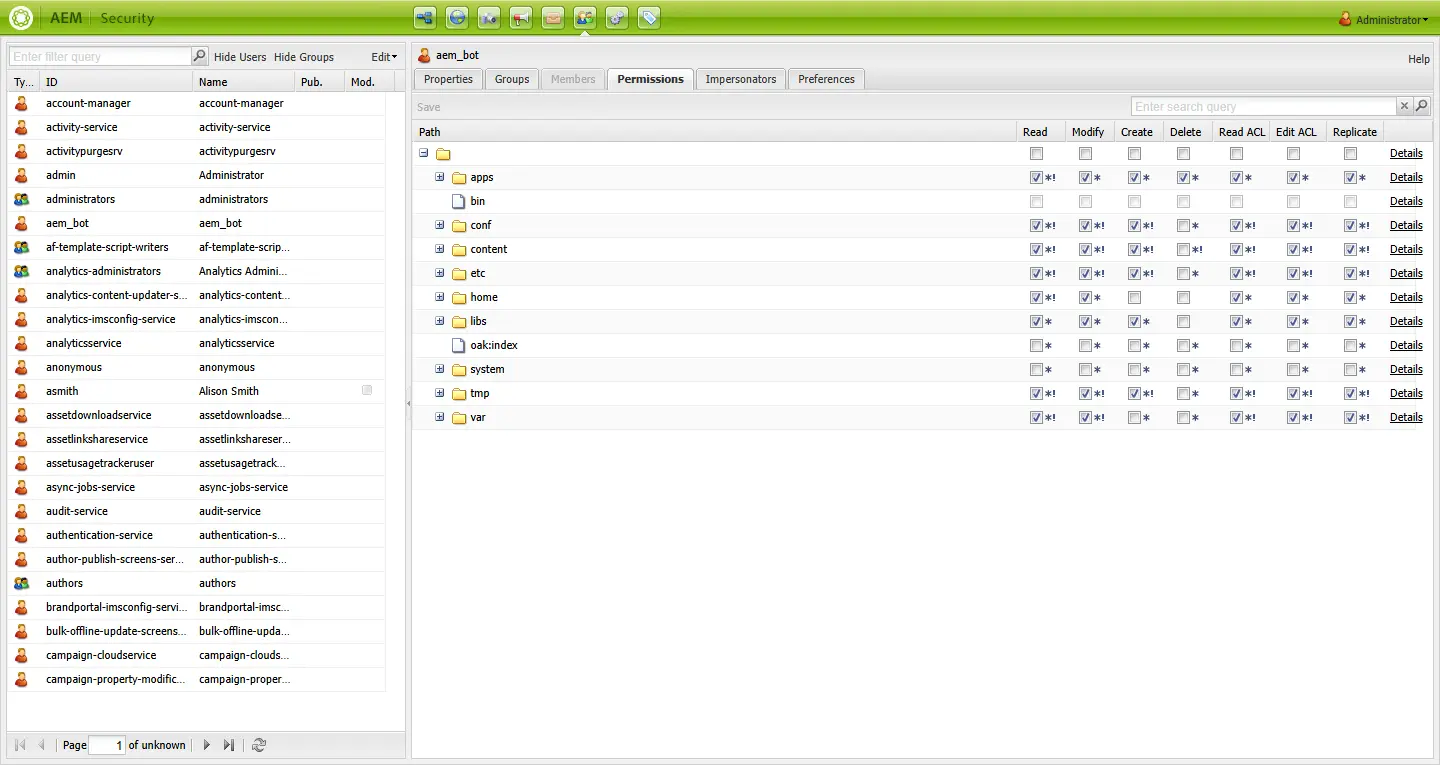 AEM Security Administrator
Enter filter query Hide Users Hide Groups Edit
Ty... ID Name Pub. Mod.
account-manager account-manager
activity-service activity-service
activitypurgesrv activitypurgesrv
admin Administrator
administrators administrators
aem_bot aem_bot
af-template-script-writers af-template-scrip...
analytics-administrators Analytics Admini...
analytics-content-updater-s... analytics-content...
analytics-imsconfig-service analytics-imscon...
analyticsservice analyticsservice
anonymous anonymous
asmith Alison Smith
assetdownloadservice assetdownloadse...
assetlinkshareservice assetlinkshareser...
assetusagetrackeruser assetusagetrack...
async-jobs-service async-jobs-service
audit-service audit-service
authentication-service authentication-s...
author-publish-screens-ser... author-publish-s...
authors authors
brandportal-imsconfig-servi... brandportal-imsc...
bulk-offline-update-screens... bulk-offline-upda...
campaign-cloudservice campaign-clouds...
campaign-property-modific... campaign-proper...
Page 1 of unknown
aem_bot
Help
Properties Groups Members Permissions Impersonators Preferences
Save Enter search query
Path Read Modify Create Delete Read ACL Edit ACL Replicate
Details
apps *! * * * * * * Details
bin Details
conf *! *! *! * *! *! *! Details
content *! *! *! *! *! *! *! Details
etc *! *! *! * *! *! *! Details
home *! * * * * Details
libs * * * * * * Details
oak:index * * * * * * * Details
system * * * * * * * Details
tmp *! *! *! * *! *! *! Details
var *! *! * * *! *! *! Details